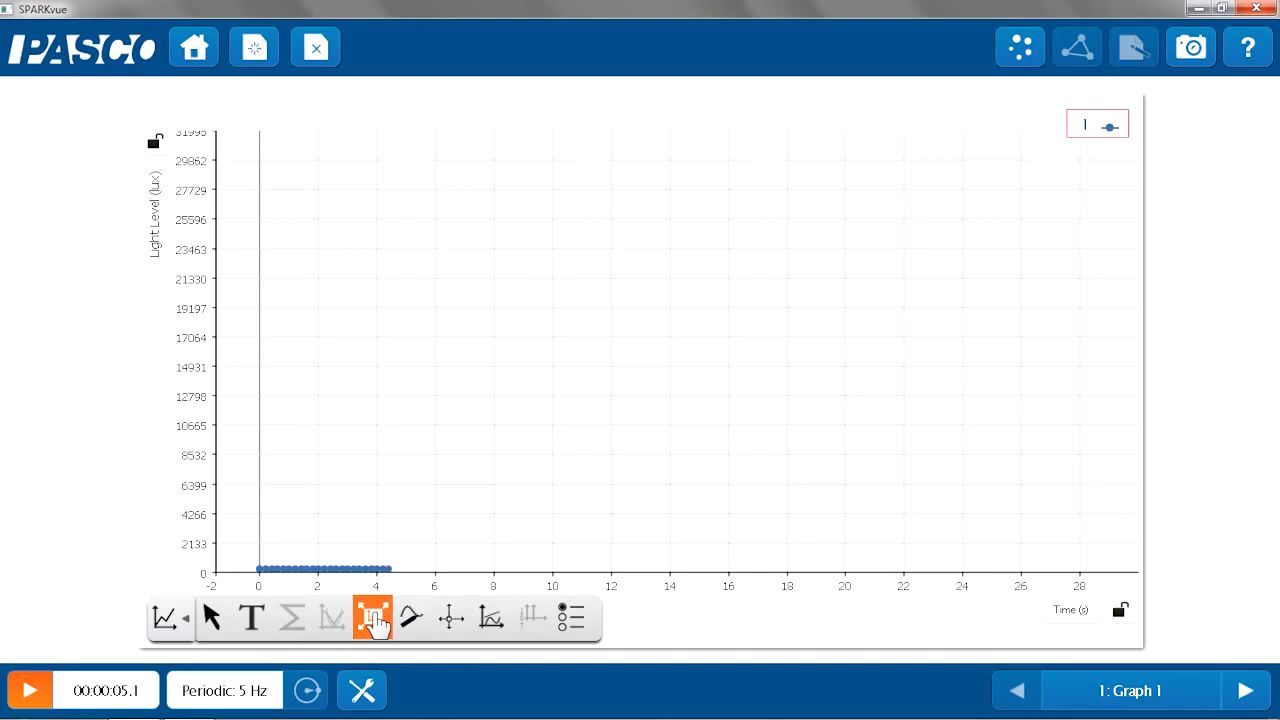 SPARKvue
PASCO
?
1
Light Level (lux)
31995
29862
27729
25596
23463
21330
19197
17064
14931
12798
10665
8532
6399
4266
2133
0
-2 0 2 4 6 8 10 12 14 16 18 20 22 24 26 28
Time (s)
T Σ
00:00:05.1
Periodic: 5 Hz
1: Graph 1